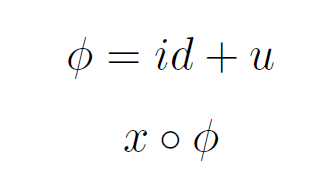 ϕ = id + u
x ∘ ϕ